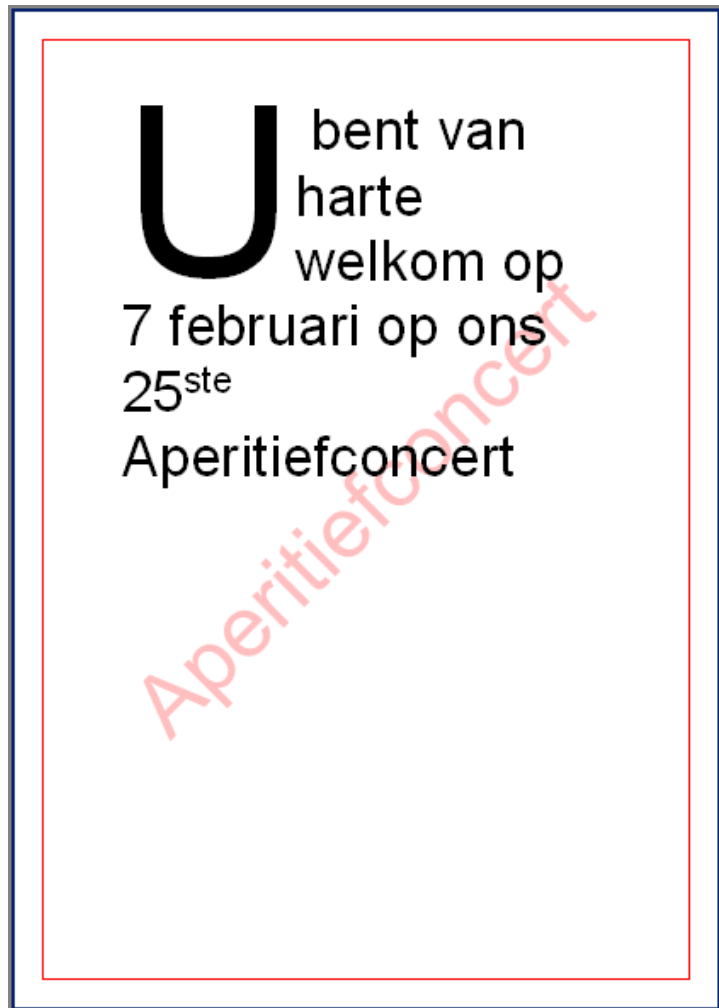 U bent van
harte
welkom op
7 februari op ons
25ste
Aperitiefconcert
Aperitiefconcert